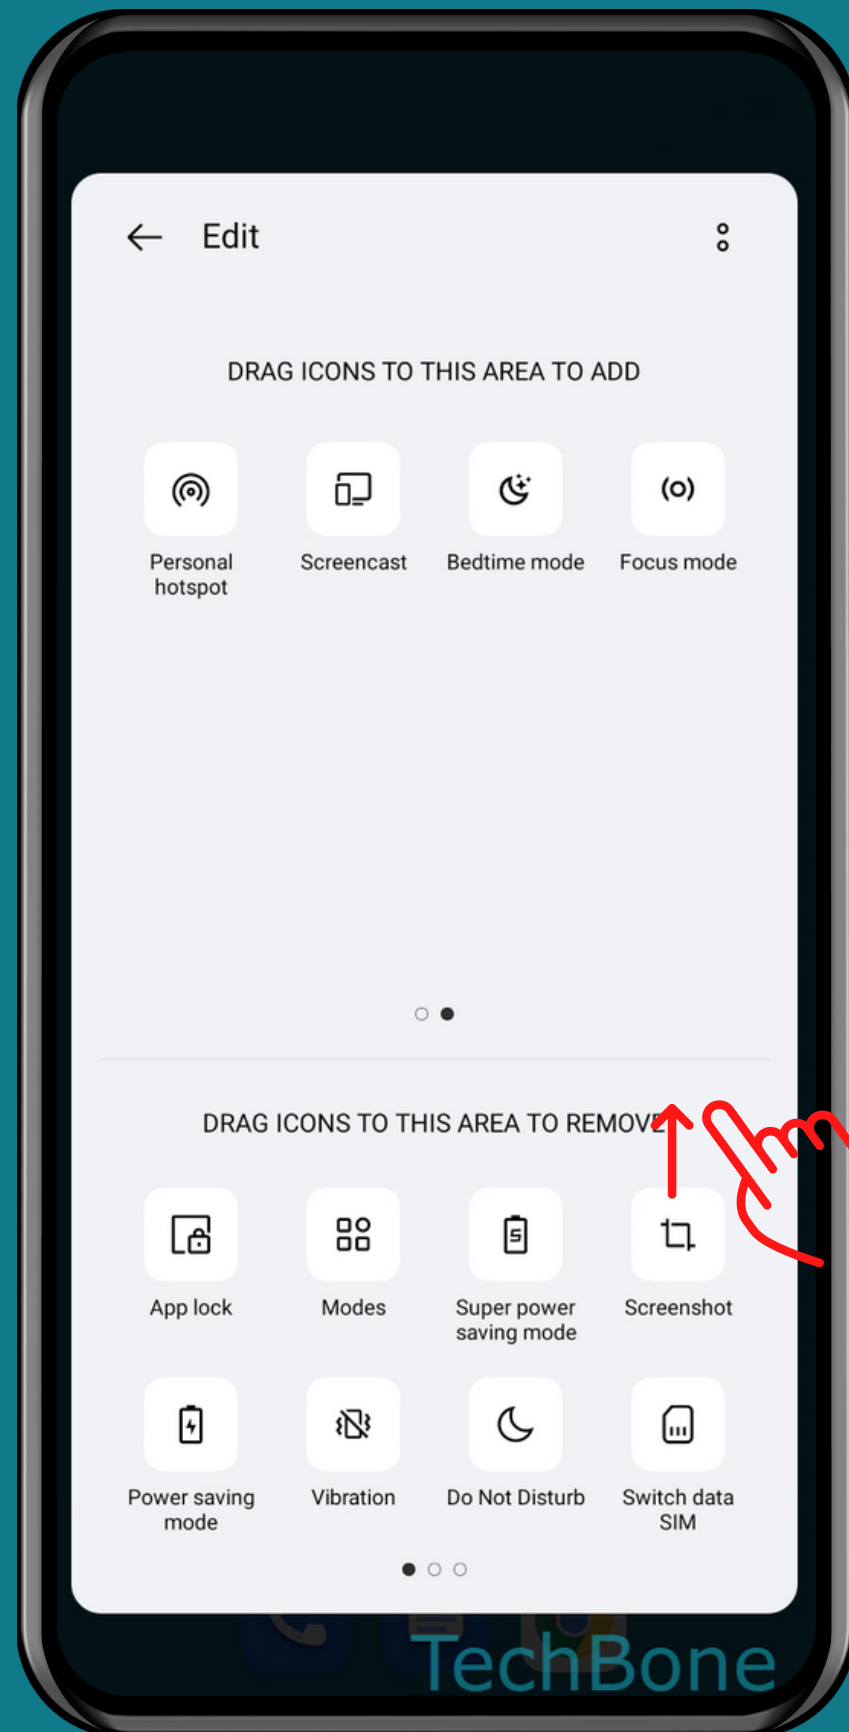 Edit
DRAG ICONS TO THIS AREA TO ADD
Personal
hotspot
Screencast
Bedtime mode
Focus mode
DRAG ICONS TO THIS AREA TO REMOVE
App lock
Modes
Super power
saving mode
Screenshot
Power saving
mode
Vibration
Do Not Disturb
Switch data
SIM
TechBone